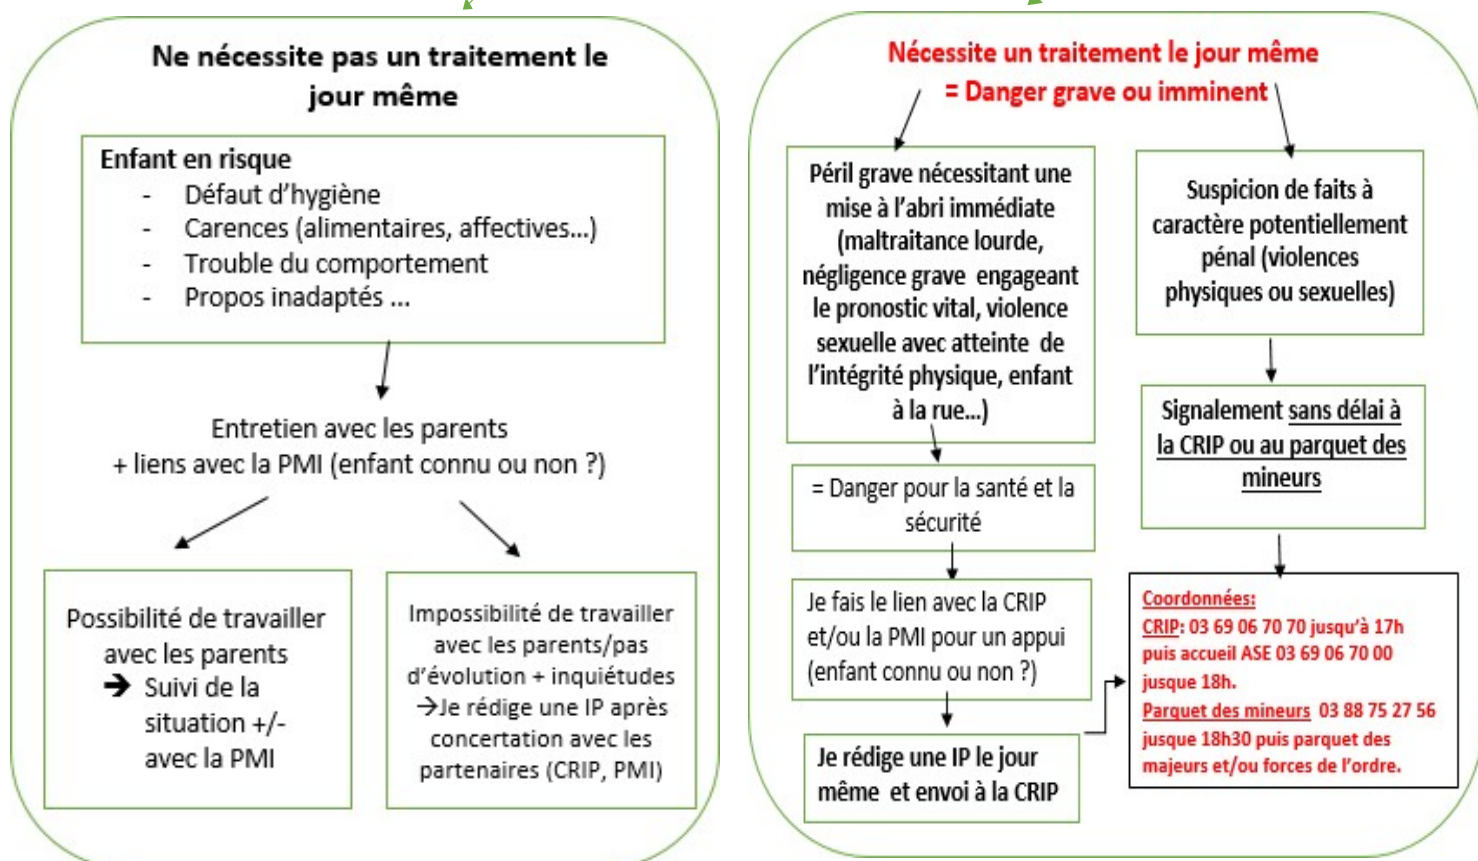 Ne nécessite pas un traitement le
jour même
Enfant en risque
- Défaut d'hygiène
- Carences (alimentaires, affectives...)
- Trouble du comportement
- Propos inadaptés ...
Entretien avec les parents
+ liens avec la PMI (enfant connu ou non ?)
Possibilité de travailler
avec les parents
➔ Suivi de la
situation +/-
avec la PMI
Impossibilité de travailler
avec les parents/pas
d'évolution + inquiétudes
→Je rédige une IP après
concertation avec les
partenaires (CRIP, PMI)
Nécessite un traitement le jour même
= Danger grave ou imminent
Péril grave nécessitant une
mise à l'abri immédiate
(maltraitance lourde,
négligence grave engageant
le pronostic vital, violence
sexuelle avec atteinte de
l'intégrité physique, enfant
à la rue...)
= Danger pour la santé et la
sécurité
Je fais le lien avec la CRIP
et/ou la PMI pour un appui
(enfant connu ou non ?)
Je rédige une IP le jour
même et envoi à la CRIP
Suspicion de faits à
caractère potentiellement
pénal (violences
physiques ou sexuelles)
Signalement sans délai à
la CRIP ou au parquet des
mineurs
Coordonnées:
CRIP: 03 69 06 70 70 jusqu'à 17h
puis accueil ASE 03 69 06 70 00
jusque 18h.
Parquet des mineurs 03 88 75 27 56
jusque 18h30 puis parquet des
majeurs et/ou forces de l'ordre.